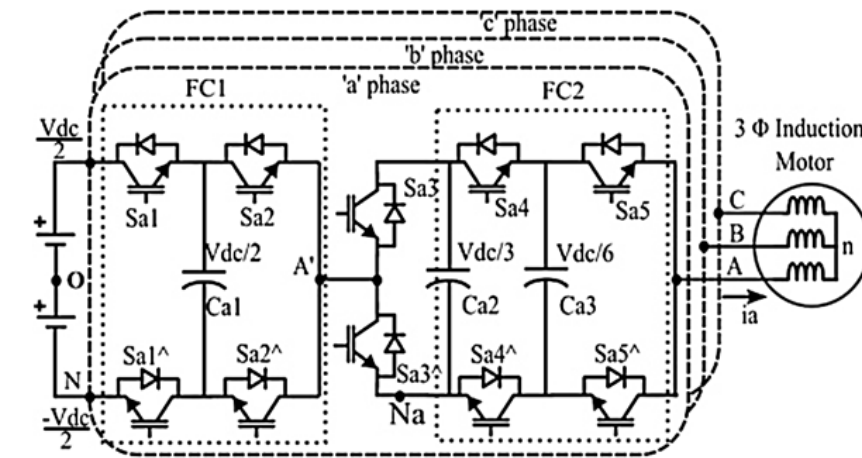 'c' phase
'b' phase
'a' phase
FC1
FC2
Vdc
2
3 Φ Induction
Motor
Sa1
Sa2
Sa3
Sa4
Sa5
C
B
A
n
ia
+
O
+
Vdc/2
Ca1
A'
Vdc/3
Ca2
Vdc/6
Ca3
N
-Vdc
2
Sa1^
Sa2^
Sa3^
Na
Sa4^
Sa5^